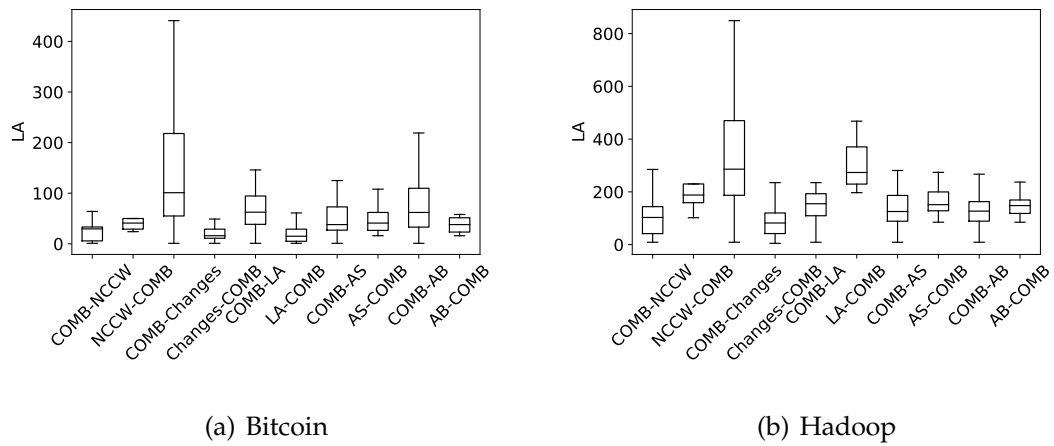 400
300
200
100
0
LA
COMB-NCCW
NCCW-COMB
COMB-Changes
Changes-COMB
COMB-LA
LA-COMB
COMB-AS
AS-COMB
COMB-AB
AB-COMB
(a) Bitcoin
800
600
400
200
0
LA
COMB-NCCW
NCCW-COMB
COMB-Changes
Changes-COMB
COMB-LA
LA-COMB
COMB-AS
AS-COMB
COMB-AB
AB-COMB
(b) Hadoop